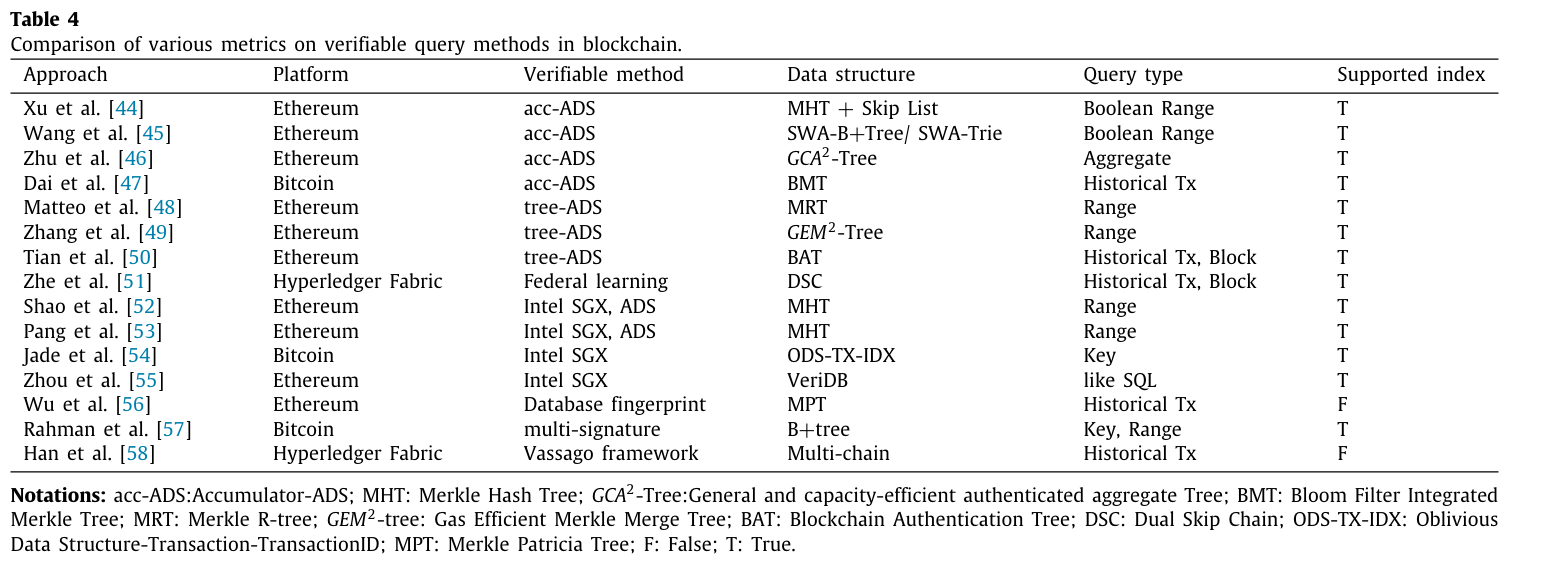 Table 4
Comparison of various metrics on verifiable query methods in blockchain.
Approach Platform Verifiable method Data structure Query type Supported index
Xu et al. [44] Ethereum acc-ADS MHT + Skip List Boolean Range T
Wang et al. [45] Ethereum acc-ADS SWA-B+Tree/ SWA-Trie Boolean Range T
Zhu et al. [46] Ethereum acc-ADS GCA²-Tree Aggregate T
Dai et al. [47] Bitcoin acc-ADS BMT Historical Tx T
Matteo et al. [48] Ethereum tree-ADS MRT Range T
Zhang et al. [49] Ethereum tree-ADS GEM²-Tree Range T
Tian et al. [50] Ethereum tree-ADS BAT Historical Tx, Block T
Zhe et al. [51] Hyperledger Fabric Federal learning DSC Historical Tx, Block T
Shao et al. [52] Ethereum Intel SGX, ADS MHT Range T
Pang et al. [53] Ethereum Intel SGX, ADS MHT Range T
Jade et al. [54] Bitcoin Intel SGX ODS-TX-IDX Key T
Zhou et al. [55] Ethereum Intel SGX VeriDB like SQL T
Wu et al. [56] Ethereum Database fingerprint MPT Historical Tx F
Rahman et al. [57] Bitcoin multi-signature B+tree Key, Range T
Han et al. [58] Hyperledger Fabric Vassago framework Multi-chain Historical Tx F
Notations: acc-ADS:Accumulator-ADS; MHT: Merkle Hash Tree; GCA²-Tree:General and capacity-efficient authenticated aggregate Tree; BMT: Bloom Filter Integrated
Merkle Tree; MRT: Merkle R-tree; GEM²-tree: Gas Efficient Merkle Merge Tree; BAT: Blockchain Authentication Tree; DSC: Dual Skip Chain; ODS-TX-IDX: Oblivious
Data Structure-Transaction-TransactionID; MPT: Merkle Patricia Tree; F: False; T: True.